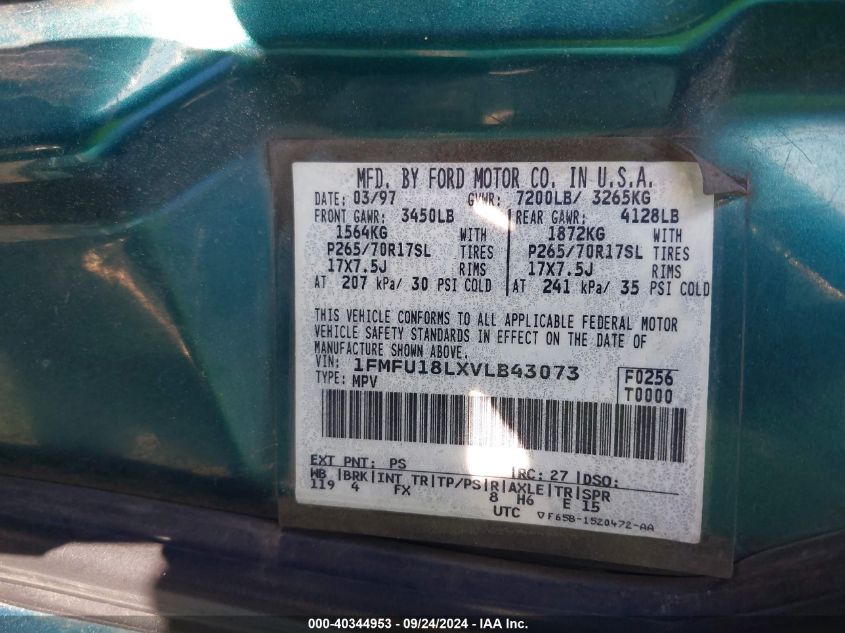 MFD. BY FORD MOTOR CO. IN U.S.A.
DATE: 03/97 GVWR: 7200LB/ 3265KG
FRONT GAWR: 3450LB REAR GAWR: 4128LB
1564KG WITH 1872KG WITH
P265/70R17SL TIRES P265/70R17SL TIRES
17X7.5J RIMS 17X7.5J RIMS
AT 207 kPa/ 30 PSI COLD AT 241 kPa/ 35 PSI COLD
THIS VEHICLE CONFORMS TO ALL APPLICABLE FEDERAL MOTOR
VEHICLE SAFETY STANDARDS IN EFFECT ON THE DATE OF
MANUFACTURE SHOWN ABOVE.
VIN: 1FMFU18LXVLB43073 F0256
TYPE: MPV T0000
EXT PNT: PS RC: 27 DSO:
WB BRK INT TR TP/PS R AXLE TR SPR
119 4 FX 8 H6 E 15
UTC ▽F65B-1520472-AA
000-40344953 - 09/24/2024 - IAAI.COM